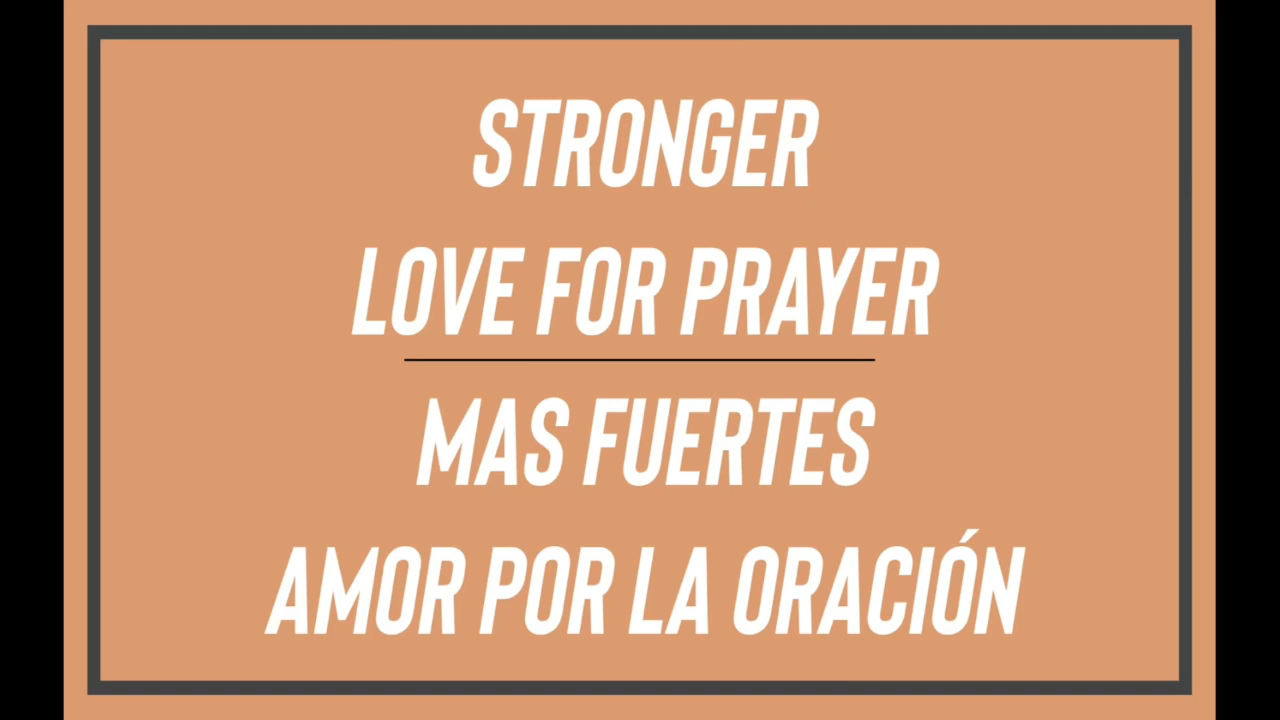 STRONGER
LOVE FOR PRAYER
MAS FUERTES
AMOR POR LA ORACIÓN